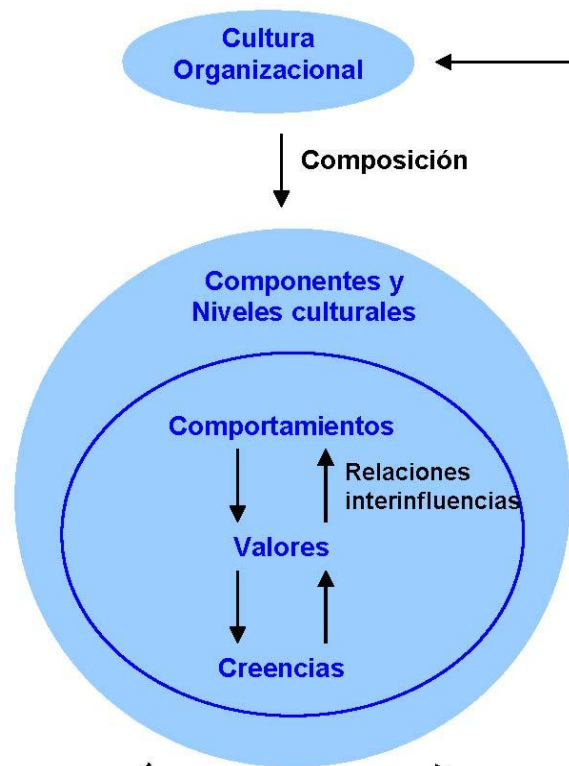 Cultura
Organizacional
Composición
Componentes y
Niveles culturales
Comportamientos
Relaciones
interinfluencias
Valores
Creencias